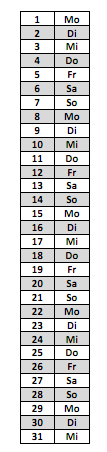 1 Mo
2 Di
3 Mi
4 Do
5 Fr
6 Sa
7 So
8 Mo
9 Di
10 Mi
11 Do
12 Fr
13 Sa
14 So
15 Mo
16 Di
17 Mi
18 Do
19 Fr
20 Sa
21 So
22 Mo
23 Di
24 Mi
25 Do
26 Fr
27 Sa
28 So
29 Mo
30 Di
31 Mi